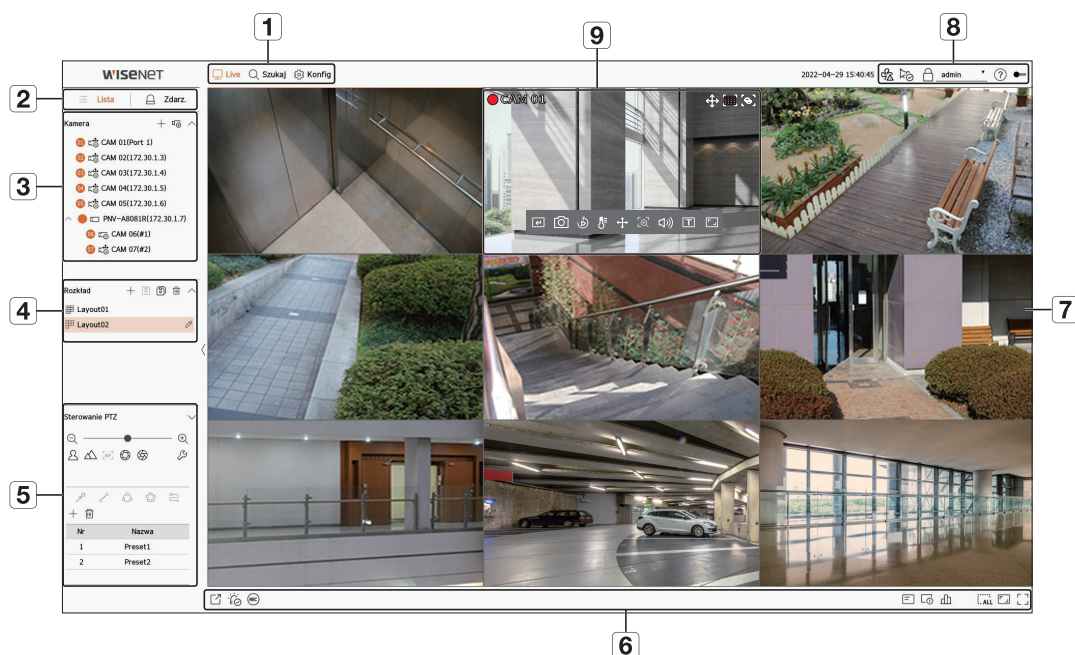 1
9
8
WISENET
Live Szukaj Konfig
2022-04-29 15:40:45 admin ?
2
Lista Zdarz.
CAM 01
3
Kamera
01 CAM 01(Port 1)
02 CAM 02(172.30.1.3)
03 CAM 03(172.30.1.4)
04 CAM 04(172.30.1.5)
05 CAM 05(172.30.1.6)
PNV-A8081R(172.30.1.7)
06 CAM 06(#1)
07 CAM 07(#2)
T
4
Rozkład
Layout01
Layout02
7
5
Sterowanie PTZ
AF
Nr Nazwa
1 Preset1
2 Preset2
REC
ALL
6